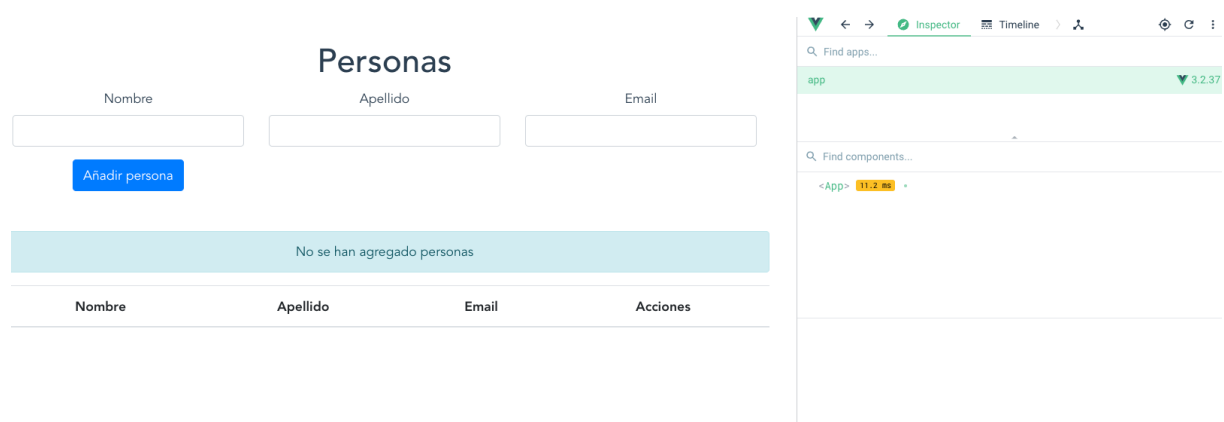 Personas
Nombre Apellido Email
Añadir persona
No se han agregado personas
Nombre Apellido Email Acciones
Inspector Timeline
Find apps...
app 3.2.37
Find components...
<App> 11.2 ms